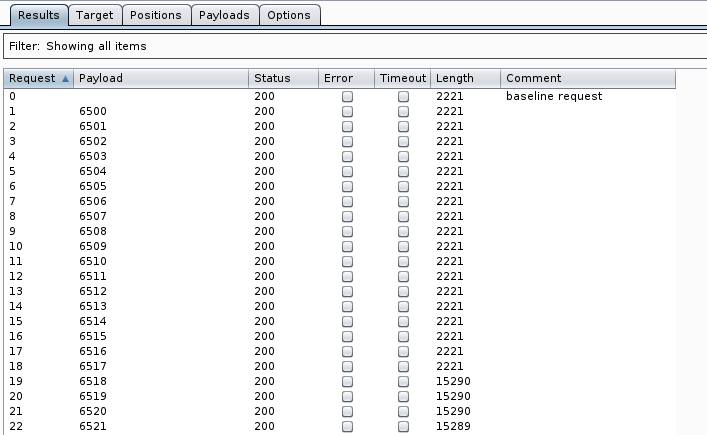 Results Target Positions Payloads Options
Filter: Showing all items
Request Payload Status Error Timeout Length Comment
0 200 2221 baseline request
1 6500 200 2221
2 6501 200 2221
3 6502 200 2221
4 6503 200 2221
5 6504 200 2221
6 6505 200 2221
7 6506 200 2221
8 6507 200 2221
9 6508 200 2221
10 6509 200 2221
11 6510 200 2221
12 6511 200 2221
13 6512 200 2221
14 6513 200 2221
15 6514 200 2221
16 6515 200 2221
17 6516 200 2221
18 6517 200 2221
19 6518 200 15290
20 6519 200 15290
21 6520 200 15290
22 6521 200 15289